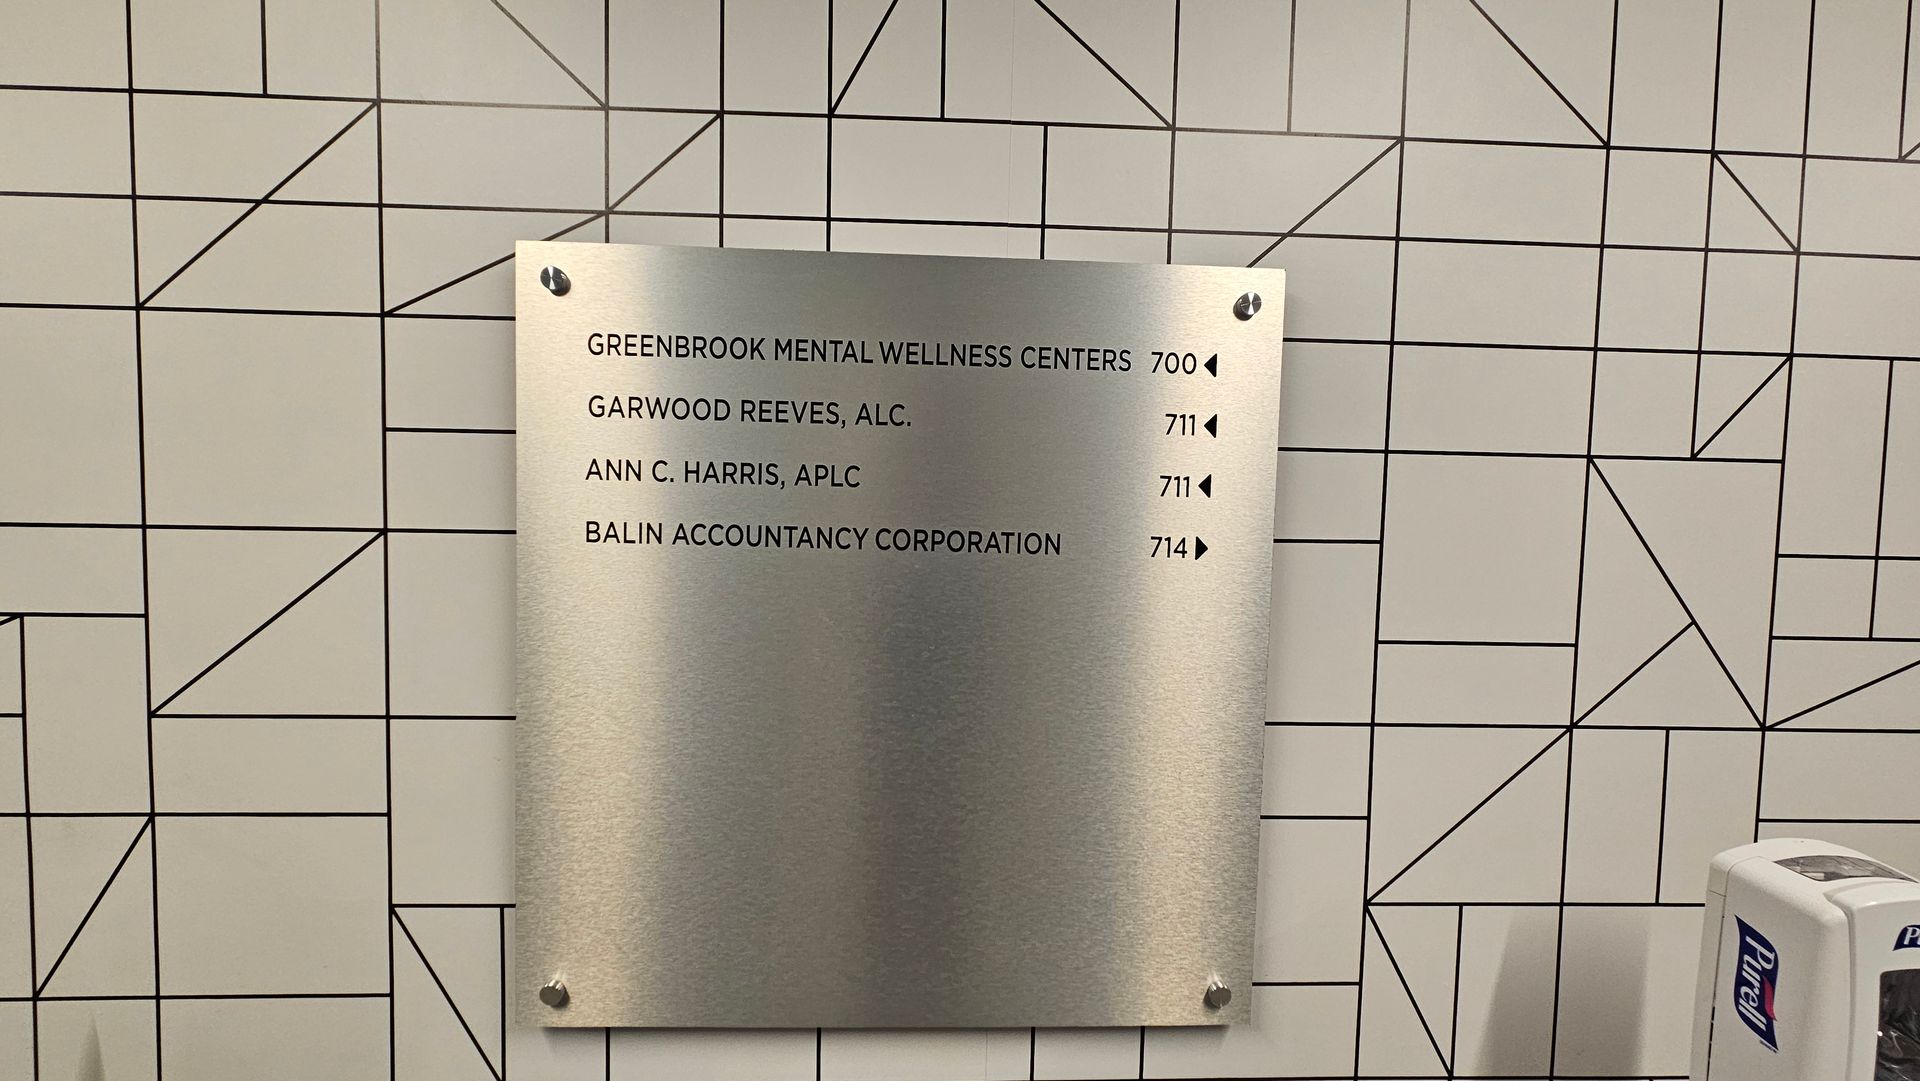 GREENBROOK MENTAL WELLNESS CENTERS 700 ◀
GARWOOD REEVES, ALC. 711 ◀
ANN C. HARRIS, APLC 711 ◀
BALIN ACCOUNTANCY CORPORATION 714 ▶
Purell